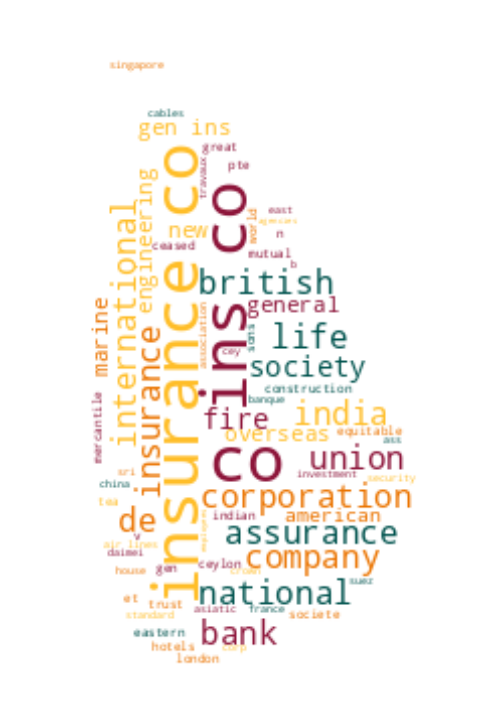 singapore
cables
gen ins
great
travaux
pte
insurance co
ins co
engineering
international
new
ceased
world
east
agencies
n
mutual
b
british
general
marine
de insurance
association
cey
sons
life
society
construction
banque
mercantile
fire
india
overseas
equitable
ass
co
union
investment
security
sri
china
tea
corporation
de
indian
american
employers
v
air lines
daimei
assurance
company
house
gen
ceylon
crown
national
suez
et
trust
standard
asiatic
france
societe
eastern
bank
hotels
corp
london